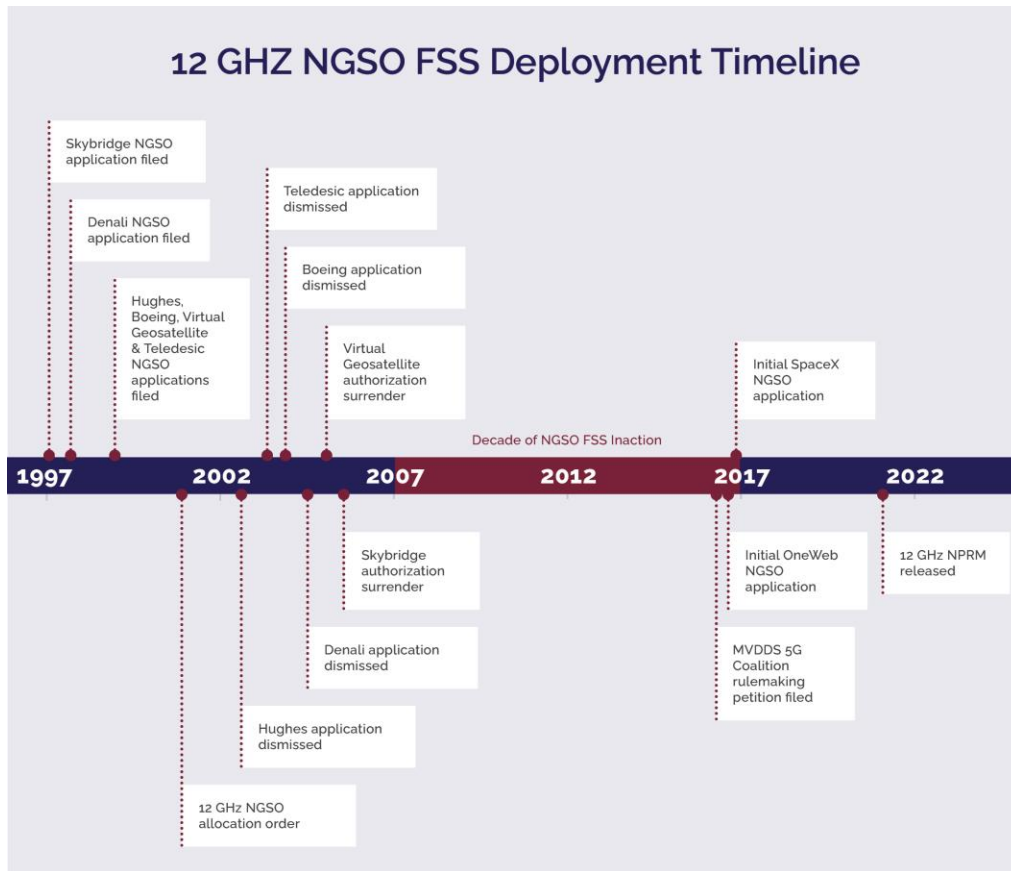 12 GHZ NGSO FSS Deployment Timeline
Skybridge NGSO
application filed
Denali NGSO
application filed
Hughes,
Boeing, Virtual
Geosatellite
& Teledesic
NGSO
applications
filed
Teledesic application
dismissed
Boeing application
dismissed
Virtual
Geosatellite
authorization
surrender
Initial SpaceX
NGSO
application
Decade of NGSO FSS Inaction
1997 2002 2007 2012 2017 2022
Skybridge
authorization
surrender
Denali application
dismissed
Hughes application
dismissed
12 GHz NGSO
allocation order
Initial OneWeb
NGSO
application
MVDDS 5G
Coalition
rulemaking
petition filed
12 GHz NPRM
released